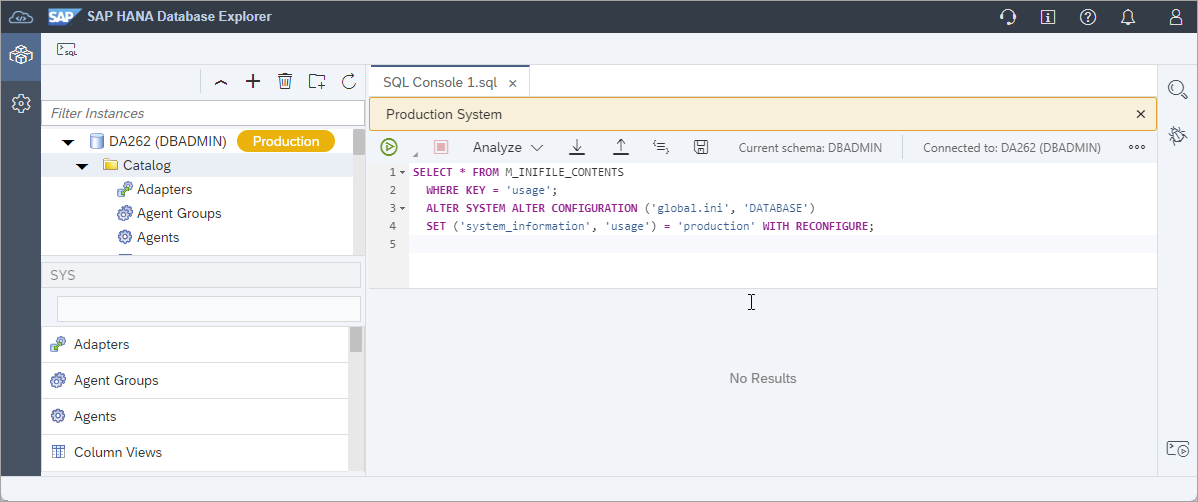 SAP SAP HANA Database Explorer
SQL
SQL Console 1.sql
Filter Instances
Production System
DA262 (DBADMIN) Production
Analyze Current schema: DBADMIN Connected to: DA262 (DBADMIN)
Catalog
Adapters
Agent Groups
Agents
1 SELECT * FROM M_INIFILE_CONTENTS
2 WHERE KEY = 'usage';
3 ALTER SYSTEM ALTER CONFIGURATION ('global.ini', 'DATABASE')
4 SET ('system_information', 'usage') = 'production' WITH RECONFIGURE;
5
SYS
Adapters
Agent Groups
Agents
Column Views
No Results